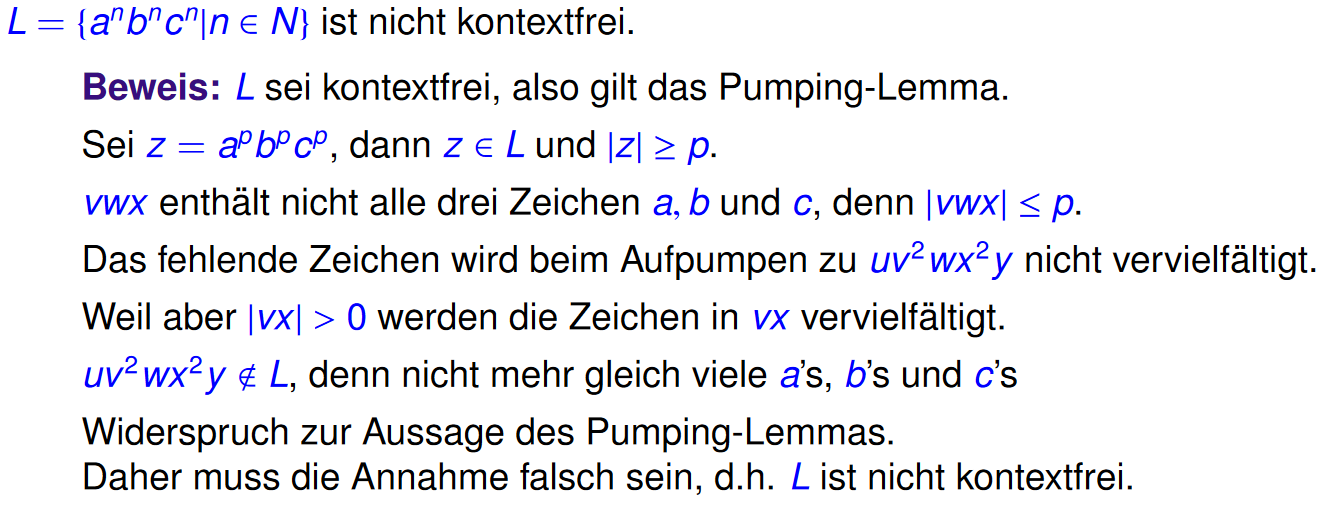 L = {aⁿbⁿcⁿ|n ∈ N} ist nicht kontextfrei.
Beweis: L sei kontextfrei, also gilt das Pumping-Lemma.
Sei z = aᵖbᵖcᵖ, dann z ∈ L und |z| ≥ p.
vwx enthält nicht alle drei Zeichen a, b und c, denn |vwx| ≤ p.
Das fehlende Zeichen wird beim Aufpumpen zu uv²wx²y nicht vervielfältigt.
Weil aber |vx| > 0 werden die Zeichen in vx vervielfältigt.
uv²wx²y ∉ L, denn nicht mehr gleich viele a’s, b’s und c’s
Widerspruch zur Aussage des Pumping-Lemmas.
Daher muss die Annahme falsch sein, d.h. L ist nicht kontextfrei.